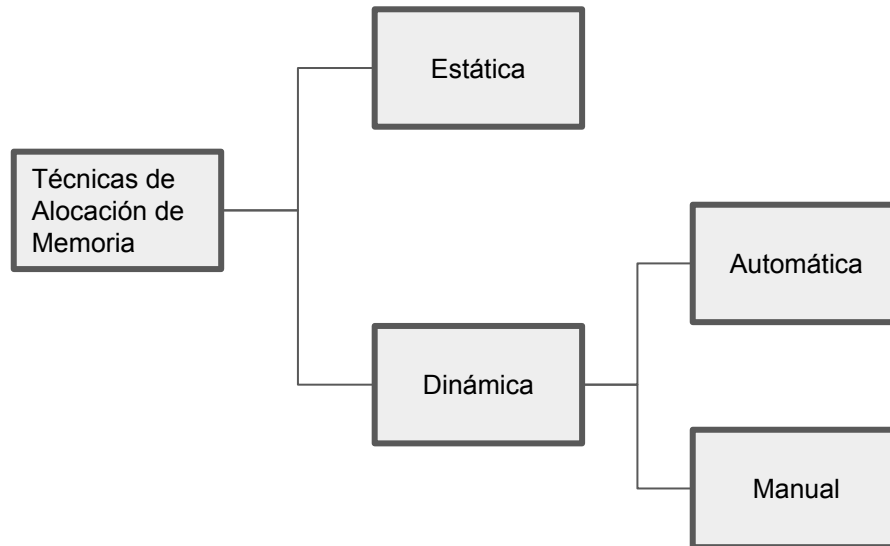 Estática
Técnicas de
Alocación de
Memoria
Automática
Dinámica
Manual